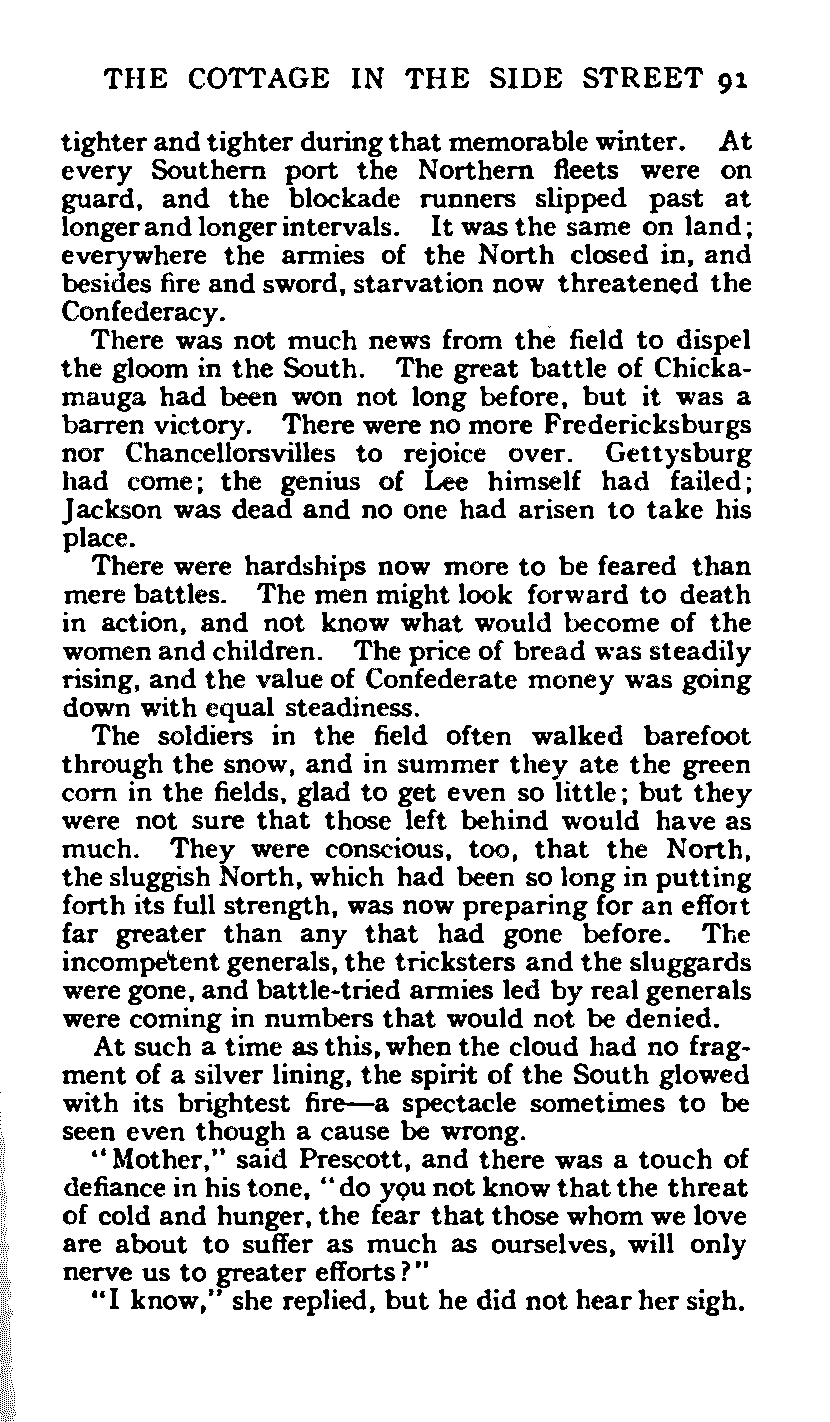 THE COTTAGE IN THE SIDE STREET 91
tighter and tighter during that memorable winter. At
every Southern port the Northern fleets were on
guard, and the blockade runners slipped past at
longer and longer intervals. It was the same on land;
everywhere the armies of the North closed in, and
besides fire and sword, starvation now threatened the
Confederacy.
There was not much news from the field to dispel
the gloom in the South. The great battle of Chicka-
mauga had been won not long before, but it was a
barren victory. There were no more Fredericksburgs
nor Chancellorsvilles to rejoice over. Gettysburg
had come; the genius of Lee himself had failed;
Jackson was dead and no one had arisen to take his
place.
There were hardships now more to be feared than
mere battles. The men might look forward to death
in action, and not know what would become of the
women and children. The price of bread was steadily
rising, and the value of Confederate money was going
down with equal steadiness.
The soldiers in the field often walked barefoot
through the snow, and in summer they ate the green
corn in the fields, glad to get even so little; but they
were not sure that those left behind would have as
much. They were conscious, too, that the North,
the sluggish North, which had been so long in putting
forth its full strength, was now preparing for an effort
far greater than any that had gone before. The
incompetent generals, the tricksters and the sluggards
were gone, and battle-tried armies led by real generals
were coming in numbers that would not be denied.
At such a time as this, when the cloud had no frag-
ment of a silver lining, the spirit of the South glowed
with its brightest fire—a spectacle sometimes to be
seen even though a cause be wrong.
"Mother," said Prescott, and there was a touch of
defiance in his tone, "do you not know that the threat
of cold and hunger, the fear that those whom we love
are about to suffer as much as ourselves, will only
nerve us to greater efforts?"
"I know," she replied, but he did not hear her sigh.